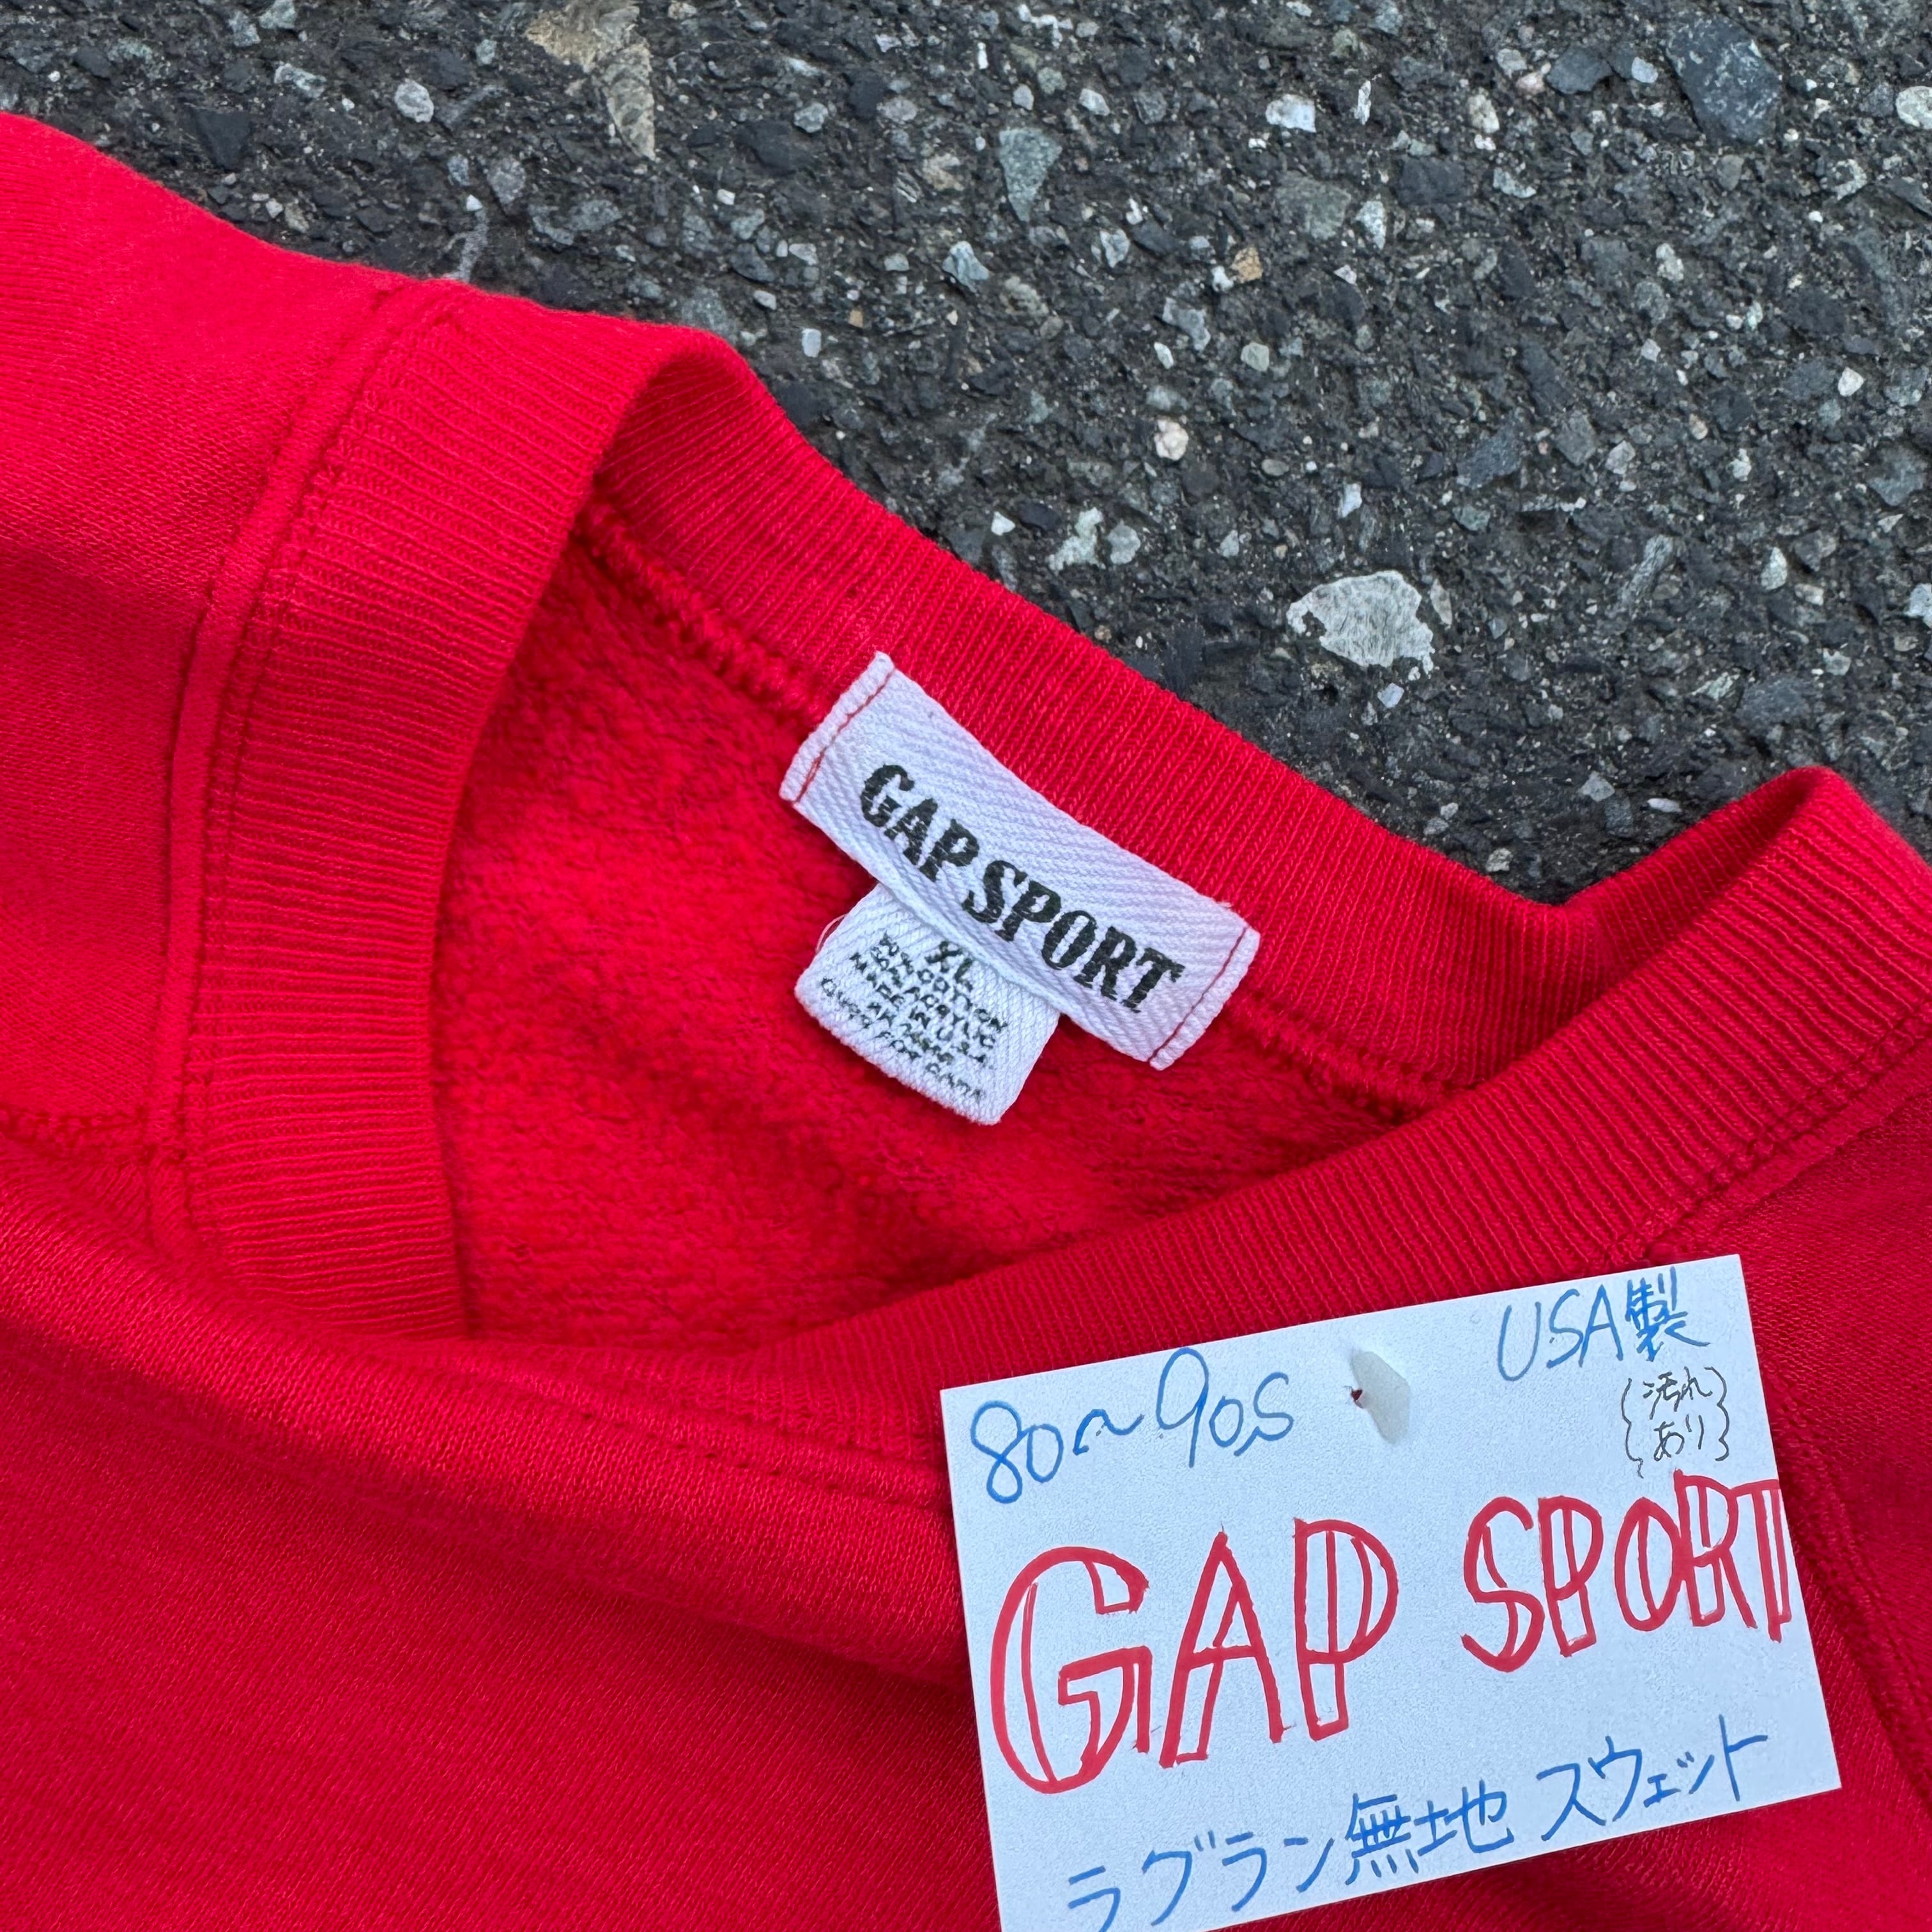 GAP SPORT
XL
MADE IN U.S.A.
80~90s
USA製
(汚れ
あり)
GAP SPORT
ラグラン無地 スウェット